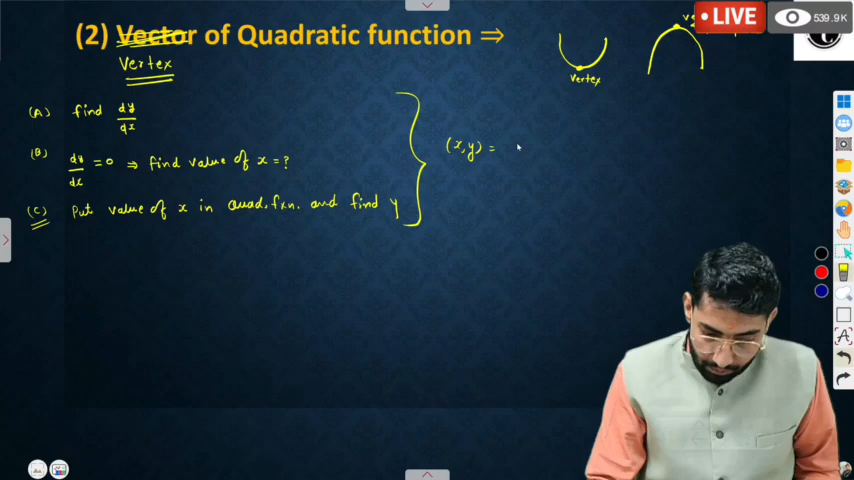 • LIVE 539.9K
(2) Vector of Quadratic function ⇒
Vertex
vertex
(A) find dy/dx
(B) dy/dx = 0 ⇒ find value of x = ?
(x, y) =
(C) Put value of x in quad. fxn. and find y